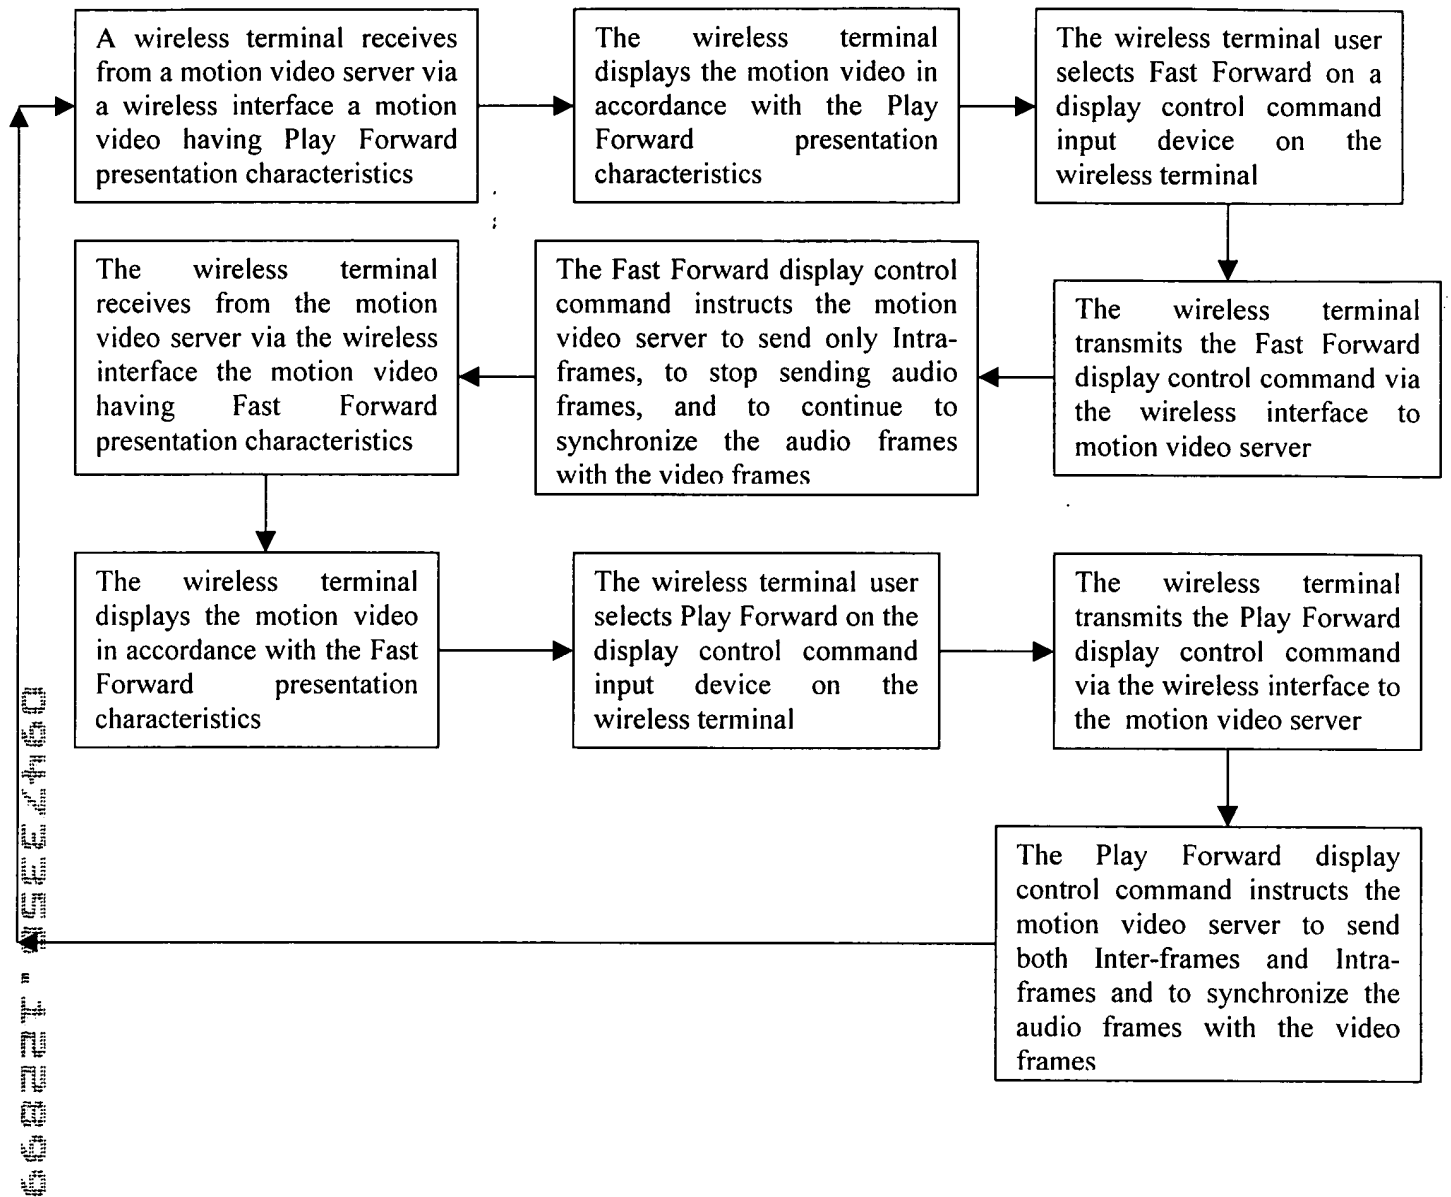 A wireless terminal receives
from a motion video server via
a wireless interface a motion
video having Play Forward
presentation characteristics
The wireless terminal
displays the motion video in
accordance with the Play
Forward presentation
characteristics
The wireless terminal user
selects Fast Forward on a
display control command
input device on the
wireless terminal
The wireless terminal
transmits the Fast Forward
display control command via
the wireless interface to
motion video server
The Fast Forward display control
command instructs the motion
video server to send only Intra-
frames, to stop sending audio
frames, and to continue to
synchronize the audio frames
with the video frames
The wireless terminal
receives from the motion
video server via the wireless
interface the motion video
having Fast Forward
presentation characteristics
The wireless terminal
displays the motion video
in accordance with the Fast
Forward presentation
characteristics
The wireless terminal user
selects Play Forward on the
display control command
input device on the
wireless terminal
The wireless terminal
transmits the Play Forward
display control command
via the wireless interface to
the motion video server
The Play Forward display
control command instructs the
motion video server to send
both Inter-frames and Intra-
frames and to synchronize the
audio frames with the video
frames